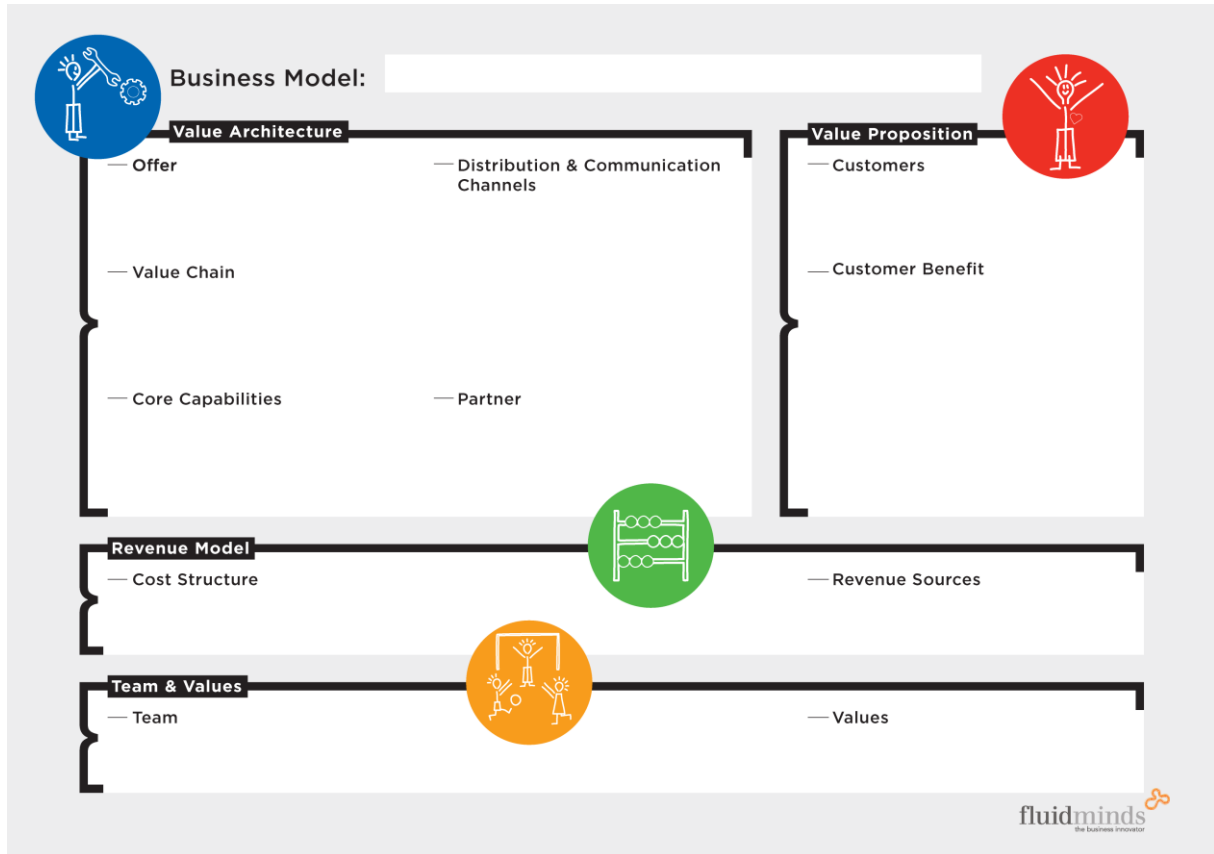 Business Model:
Value Architecture
Offer
Distribution & Communication
Channels
Value Chain
Core Capabilities
Partner
Value Proposition
Customers
Customer Benefit
Revenue Model
Cost Structure
Revenue Sources
Team & Values
Team
Values
fluidminds
the business innovator